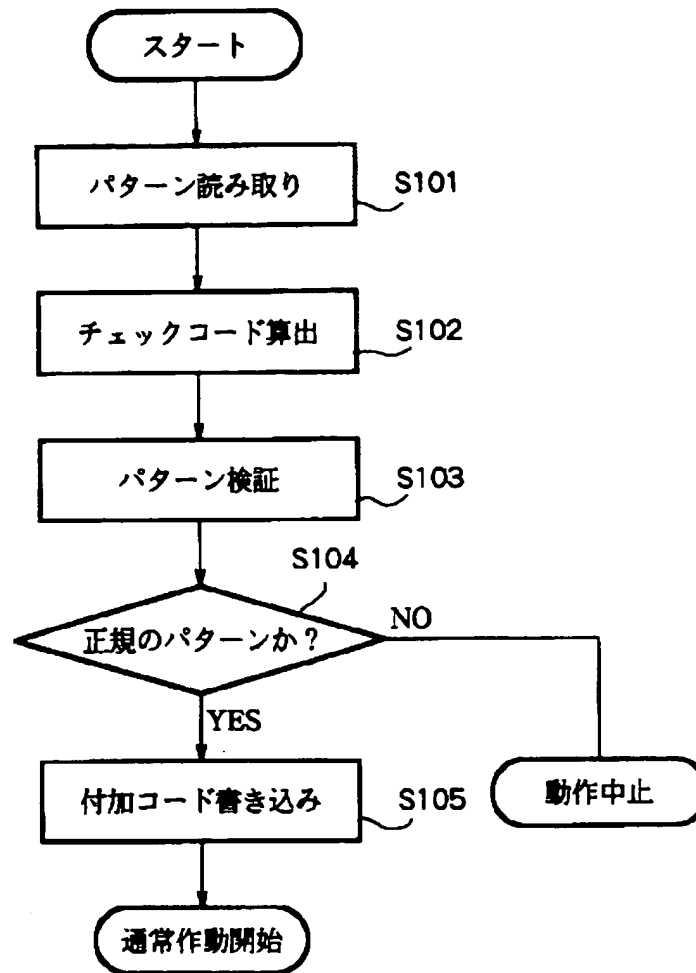 スタート
パターン読み取り
S101
チェックコード算出
S102
パターン検証
S103
S104
正規のパターンか？
NO
YES
付加コード書き込み
S105
動作中止
通常作動開始